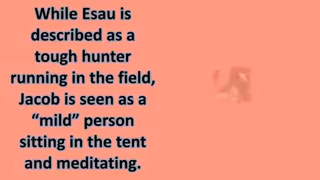 While Esau is
described as a
tough hunter
running in the field,
Jacob is seen as a
“mild” person
sitting in the tent
and meditating.